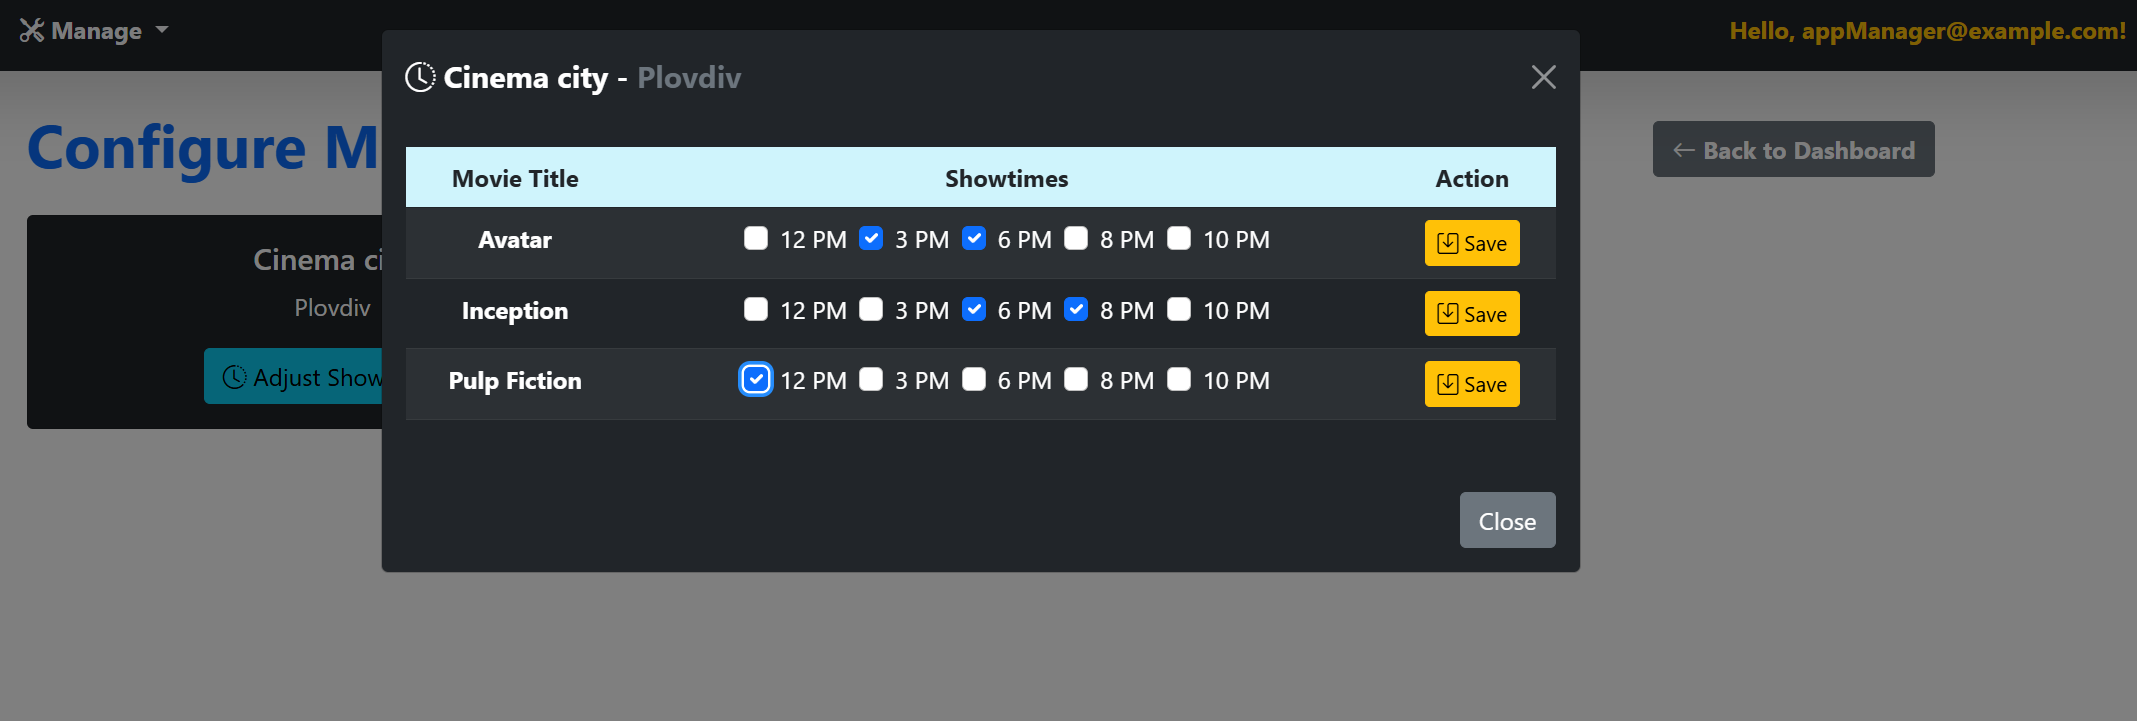 Manage
Hello, appManager@example.com!
Cinema city - Plovdiv
Configure M
Back to Dashboard
Movie Title Showtimes Action
Avatar 12 PM 3 PM 6 PM 8 PM 10 PM Save
Cinema ci
Plovdiv
Inception 12 PM 3 PM 6 PM 8 PM 10 PM Save
Adjust Show
Pulp Fiction 12 PM 3 PM 6 PM 8 PM 10 PM Save
Close